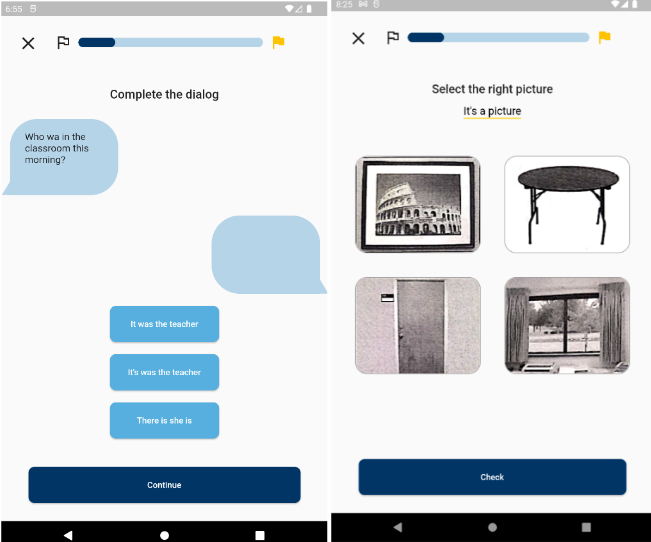 6:55
Complete the dialog
Who wa in the
classroom this
morning?
It was the teacher
It's was the teacher
There is she is
Continue
8:25
Select the right picture
It's a picture
Check